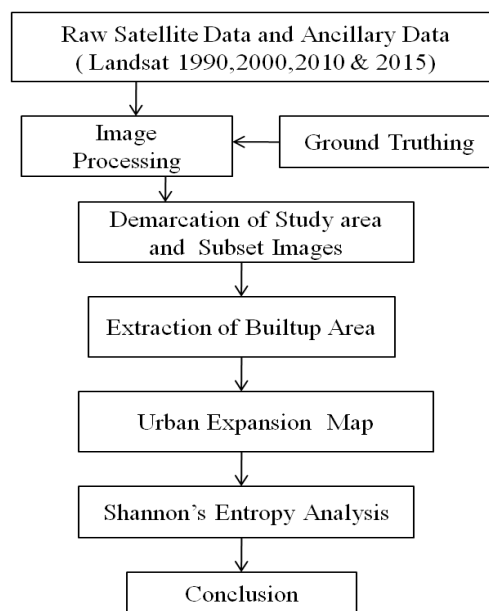 Raw Satellite Data and Ancillary Data
( Landsat 1990,2000,2010 & 2015)
Image
Processing
Ground Truthing
Demarcation of Study area
and Subset Images
Extraction of Builtup Area
Urban Expansion Map
Shannon’s Entropy Analysis
Conclusion